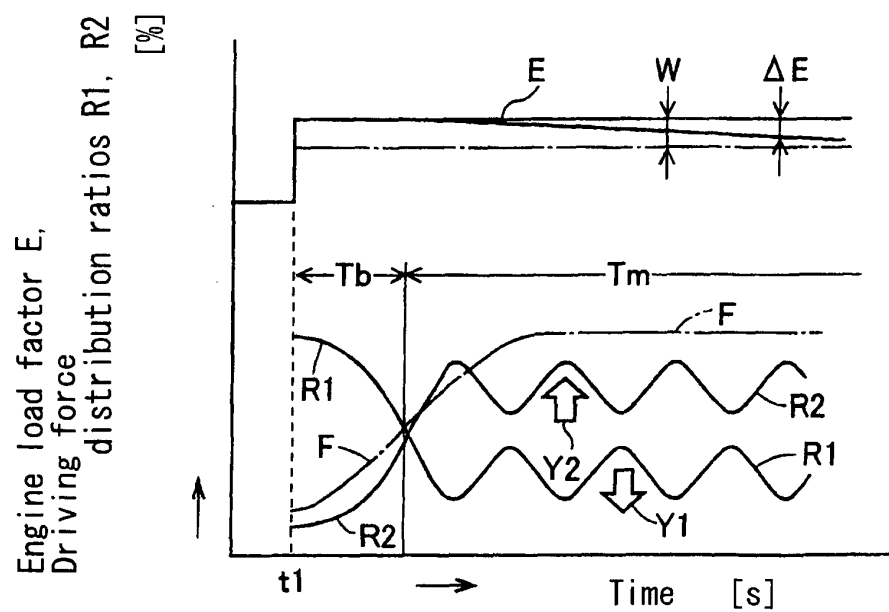 Engine load factor E,
Driving force
distribution ratios R1, R2
[%]
E
W
ΔE
Tb
Tm
F
R1
R2
F
Y2
R1
R2
Y1
t1
Time [s]